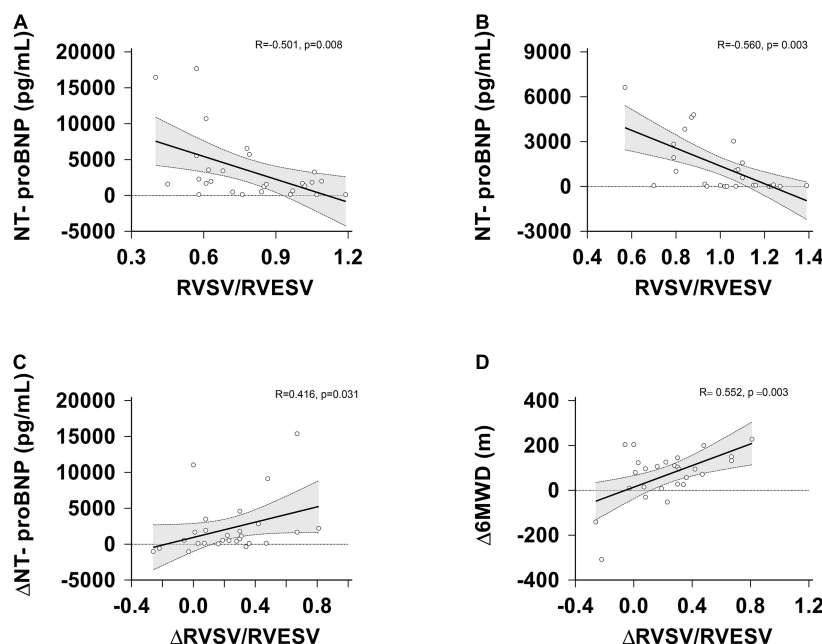 A
R=-0.501, p=0.008
NT- proBNP (pg/mL)
20000
15000
10000
5000
0
-5000
0.3 0.6 0.9 1.2
RVSV/RVESV
B
R=-0.560, p= 0.003
NT- proBNP (pg/mL)
9000
6000
3000
0
-3000
0.4 0.6 0.8 1.0 1.2 1.4
RVSV/RVESV
C
R=0.416, p=0.031
ΔNT- proBNP (pg/mL)
20000
15000
10000
5000
0
-5000
-0.4 0.0 0.4 0.8
ΔRVSV/RVESV
D
R= 0.552, p =0.003
Δ6MWD (m)
400
200
0
-200
-400
-0.4 0.0 0.4 0.8 1.2
ΔRVSV/RVESV